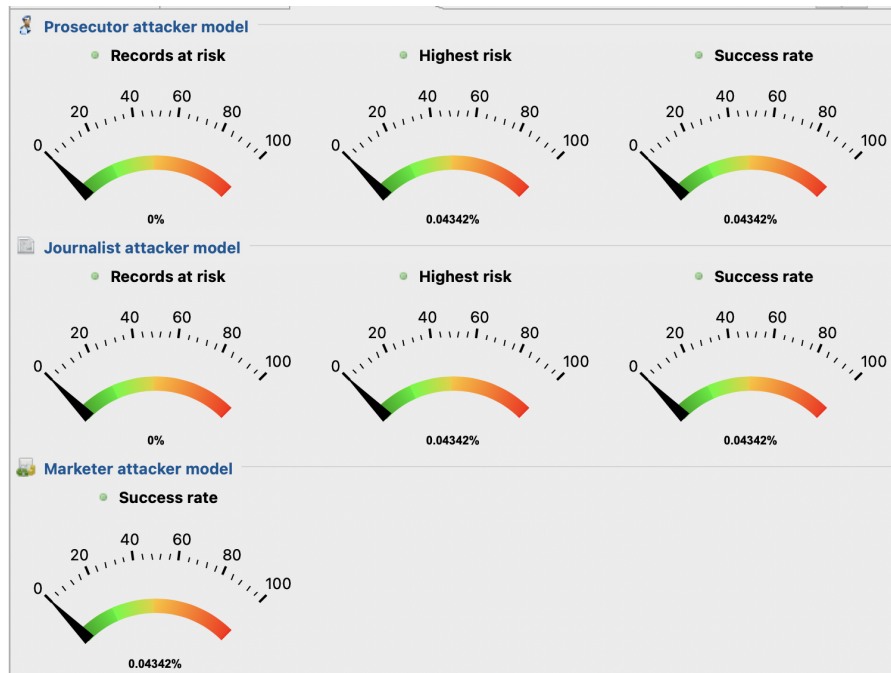 Prosecutor attacker model
Records at risk Highest risk Success rate
0 20 40 60 80 100 0 20 40 60 80 100 0 20 40 60 80 100
0% 0.04342% 0.04342%
Journalist attacker model
Records at risk Highest risk Success rate
0 20 40 60 80 100 0 20 40 60 80 100 0 20 40 60 80 100
0% 0.04342% 0.04342%
Marketer attacker model
Success rate
0 20 40 60 80 100
0.04342%